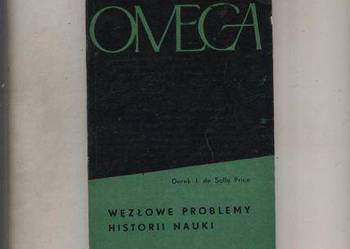 OMEGA
Derek J. de Solla Price
WĘZŁOWE PROBLEMY
HISTORII NAUKI